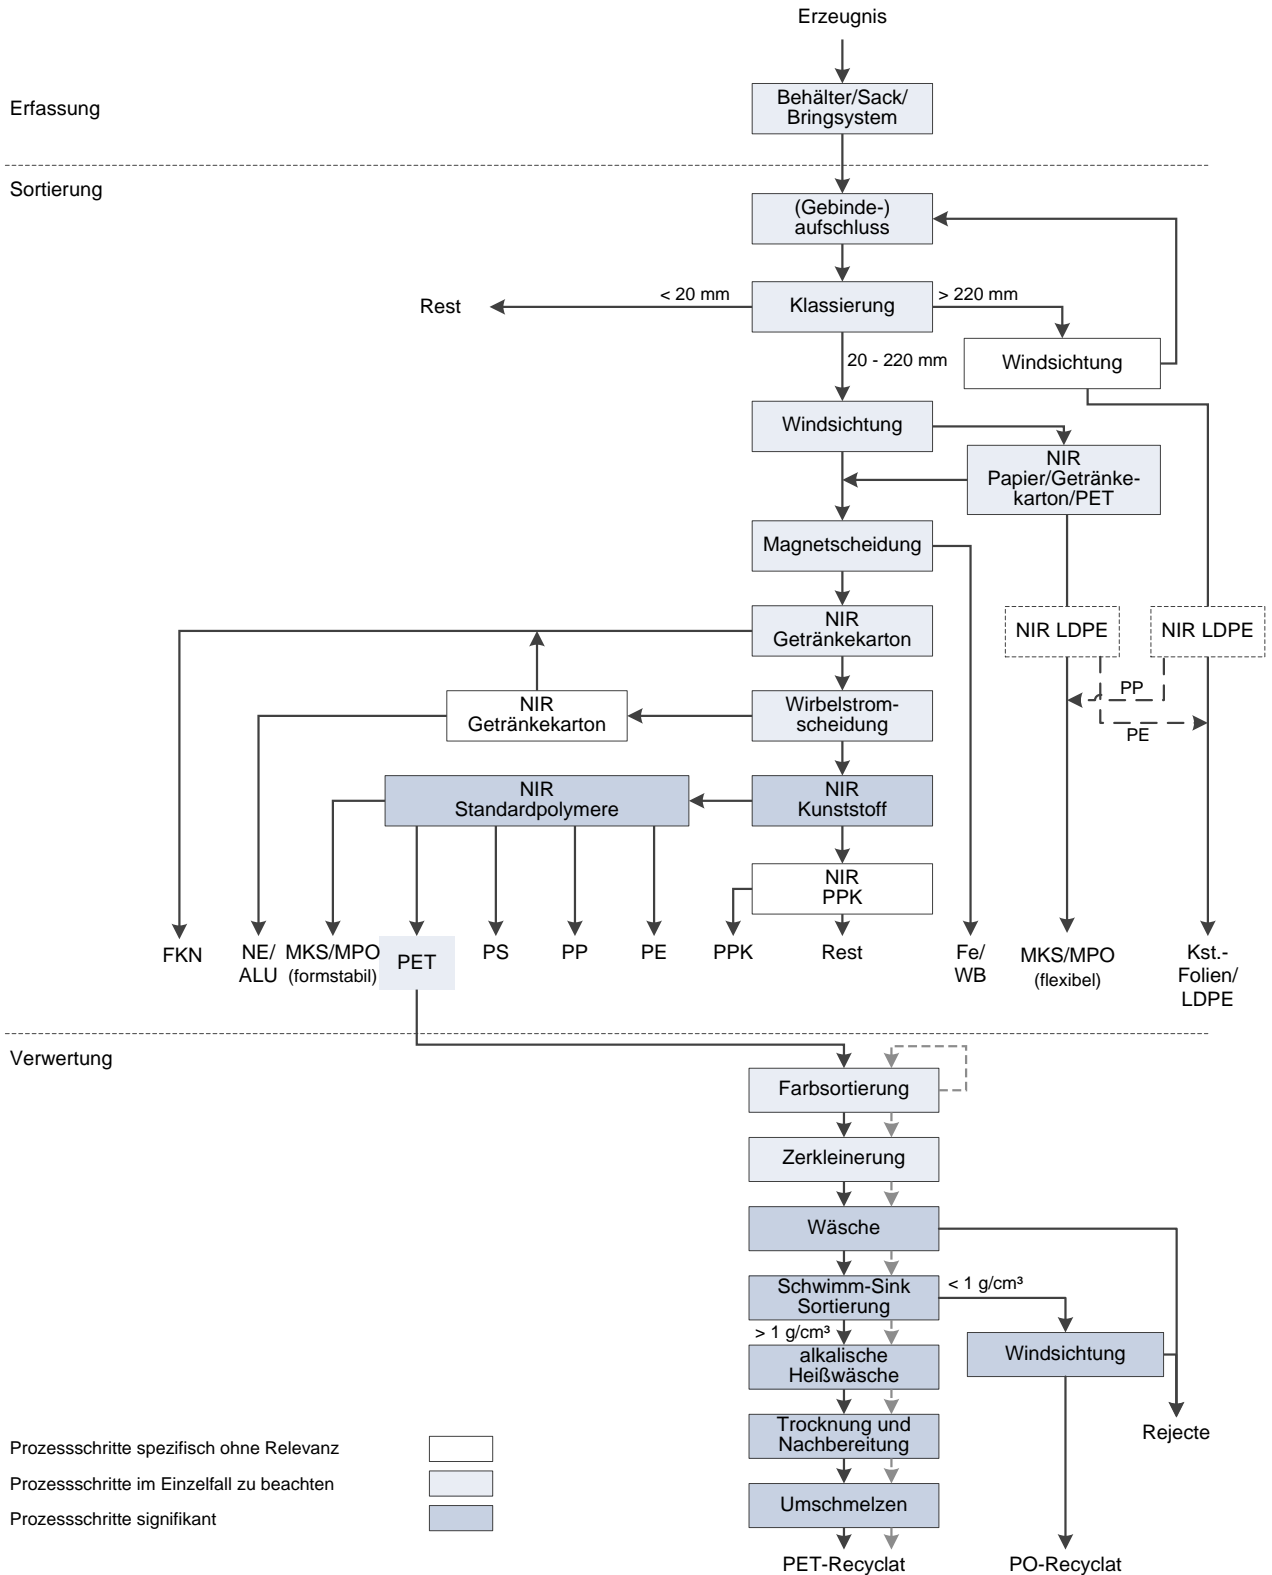 Erzeugnis
Erfassung
Behälter/Sack/
Bringsystem
Sortierung
(Gebinde-)
aufschluss
Rest
< 20 mm
Klassierung
> 220 mm
20 - 220 mm
Windsichtung
Windsichtung
NIR
Papier/Getränke-
karton/PET
Magnetscheidung
NIR
Getränkekarton
NIR LDPE
NIR LDPE
NIR
Getränkekarton
Wirbelstrom-
scheidung
PP
PE
NIR
Standardpolymere
NIR
Kunststoff
NIR
PPK
FKN
NE/
ALU
MKS/MPO
(formstabil)
PET
PS
PP
PE
PPK
Rest
Fe/
WB
MKS/MPO
(flexibel)
Kst.-
Folien/
LDPE
Verwertung
Farbsortierung
Zerkleinerung
Wäsche
Schwimm-Sink
Sortierung
< 1 g/cm³
> 1 g/cm³
alkalische
Heißwäsche
Windsichtung
Trocknung und
Nachbereitung
Rejecte
Umschmelzen
PET-Recyclat
PO-Recyclat
Prozessschritte spezifisch ohne Relevanz
Prozessschritte im Einzelfall zu beachten
Prozessschritte signifikant